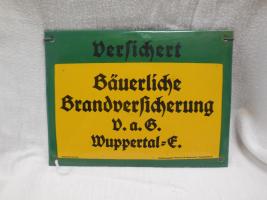 Versichert
Bäuerliche
Brandversicherung
V. a. G.
Wuppertal-E.